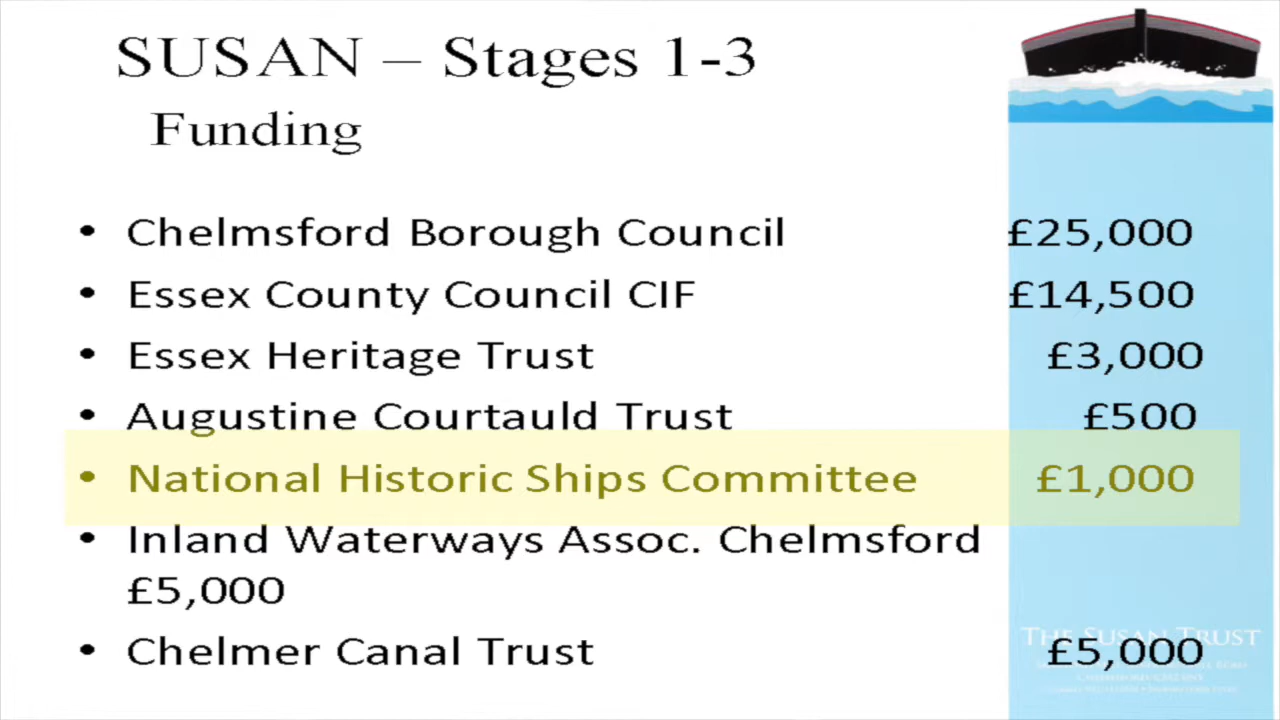 SUSAN – Stages 1-3
Funding
• Chelmsford Borough Council £25,000
• Essex County Council CIF £14,500
• Essex Heritage Trust £3,000
• Augustine Courtauld Trust £500
• National Historic Ships Committee £1,000
• Inland Waterways Assoc. Chelmsford
£5,000
• Chelmer Canal Trust £5,000
THE SUSAN TRUST